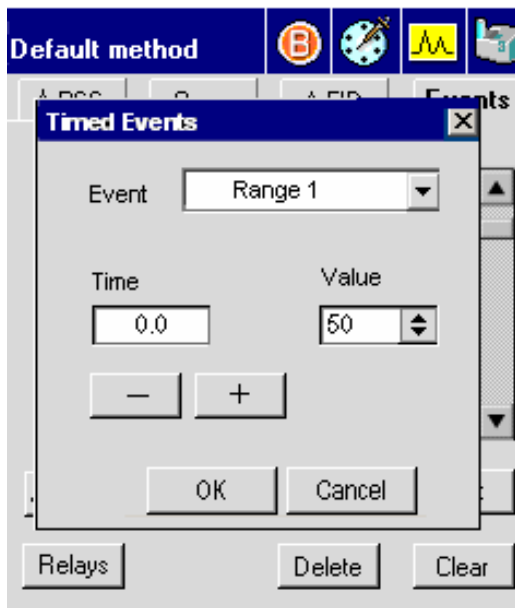 Default method
B
Events
Timed Events
Event Range 1
Time Value
0.0 50
− +
OK Cancel
Relays Delete Clear